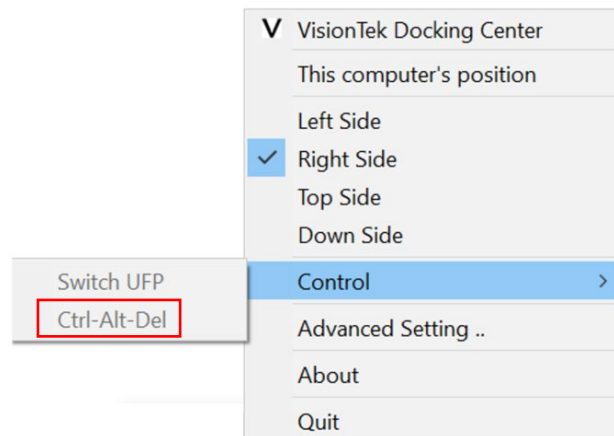 V VisionTek Docking Center
This computer's position
Left Side
Right Side
Top Side
Down Side
Control
Switch UFP
Ctrl-Alt-Del
Advanced Setting ..
About
Quit